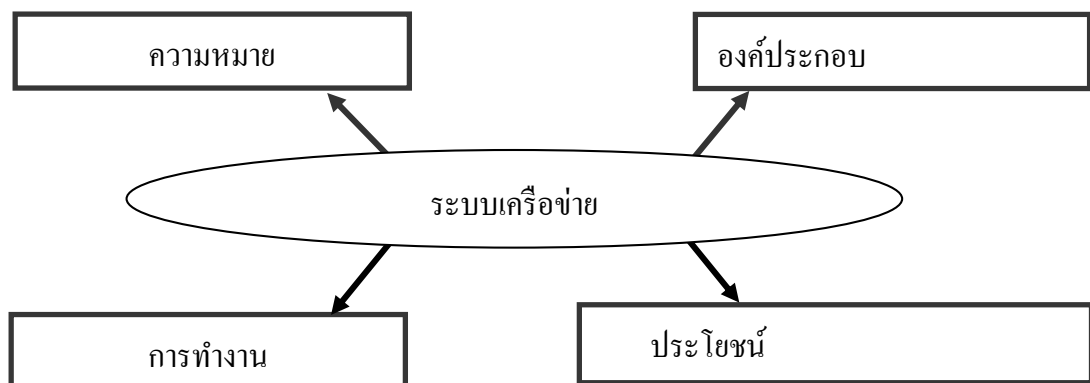 ความหมาย
องค์ประกอบ
ระบบเครือข่าย
การทำงาน
ประโยชน์